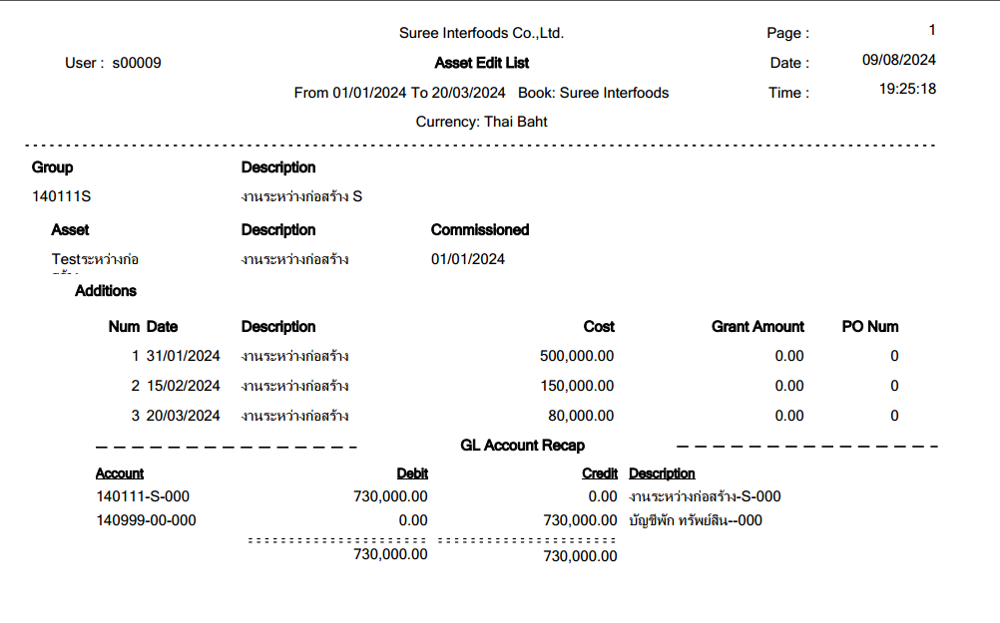 Suree Interfoods Co.,Ltd. Page : 1
User : s00009 Asset Edit List Date : 09/08/2024
From 01/01/2024 To 20/03/2024 Book: Suree Interfoods Time : 19:25:18
Currency: Thai Baht
Group Description
140111S งานระหว่างก่อสร้าง S
Asset Description Commissioned
Testระหว่างก่อ งานระหว่างก่อสร้าง 01/01/2024
Additions
Num Date Description Cost Grant Amount PO Num
1 31/01/2024 งานระหว่างก่อสร้าง 500,000.00 0.00 0
2 15/02/2024 งานระหว่างก่อสร้าง 150,000.00 0.00 0
3 20/03/2024 งานระหว่างก่อสร้าง 80,000.00 0.00 0
GL Account Recap
Account Debit Credit Description
140111-S-000 730,000.00 0.00 งานระหว่างก่อสร้าง-S-000
140999-00-000 0.00 730,000.00 บัญชีพัก ทรัพย์สิน--000
730,000.00 730,000.00